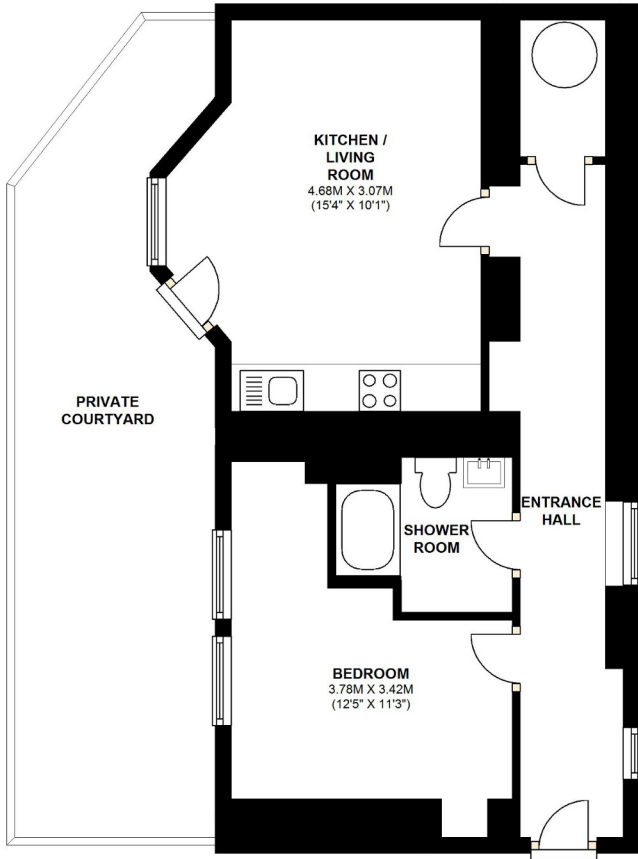 KITCHEN /
LIVING
ROOM
4.68M X 3.07M
(15'4" X 10'1")
PRIVATE
COURTYARD
ENTRANCE
HALL
SHOWER
ROOM
BEDROOM
3.78M X 3.42M
(12'5" X 11'3")